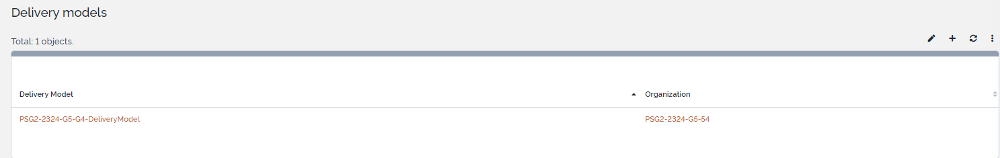 Delivery models
Total: 1 objects.
Delivery Model Organization
PSG2-2324-G5-G4-DeliveryModel PSG2-2324-G5-54